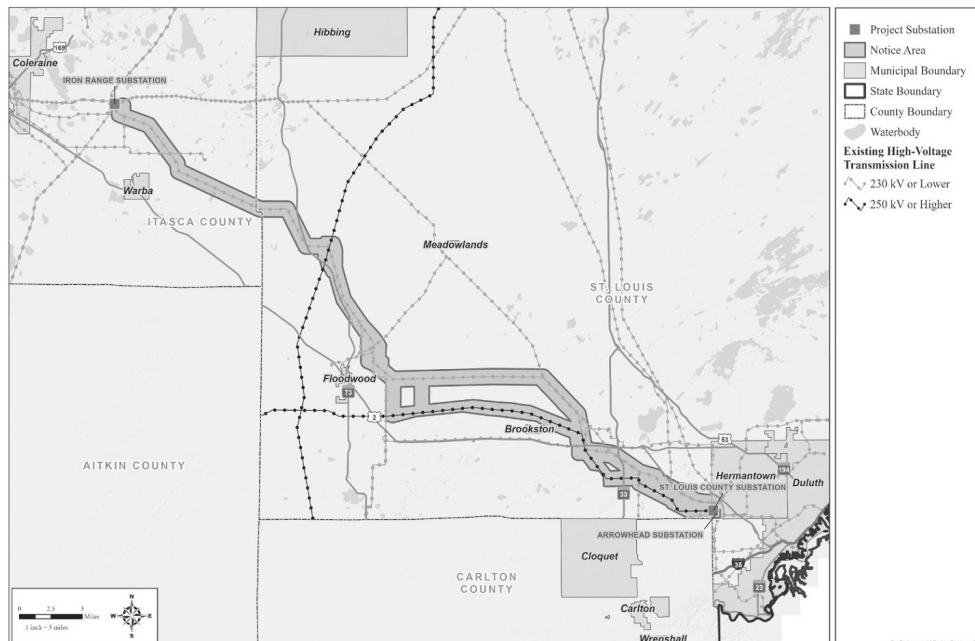 Hibbing
169
Coleraine
IRON RANGE SUBSTATION
Warba
ITASCA COUNTY
Meadowlands
ST. LOUIS
COUNTY
Floodwood
73
2
Brookston
AITKIN COUNTY
53
194
Hermantown
Duluth
ST. LOUIS COUNTY SUBSTATION
33
ARROWHEAD SUBSTATION
Cloquet
35
CARLTON
COUNTY
23
Carlton
Wrenshall
N
W E
S
0 2.5 5
Miles
1 inch = 5 miles
Project Substation
Notice Area
Municipal Boundary
State Boundary
County Boundary
Waterbody
Existing High-Voltage
Transmission Line
230 kV or Lower
250 kV or Higher